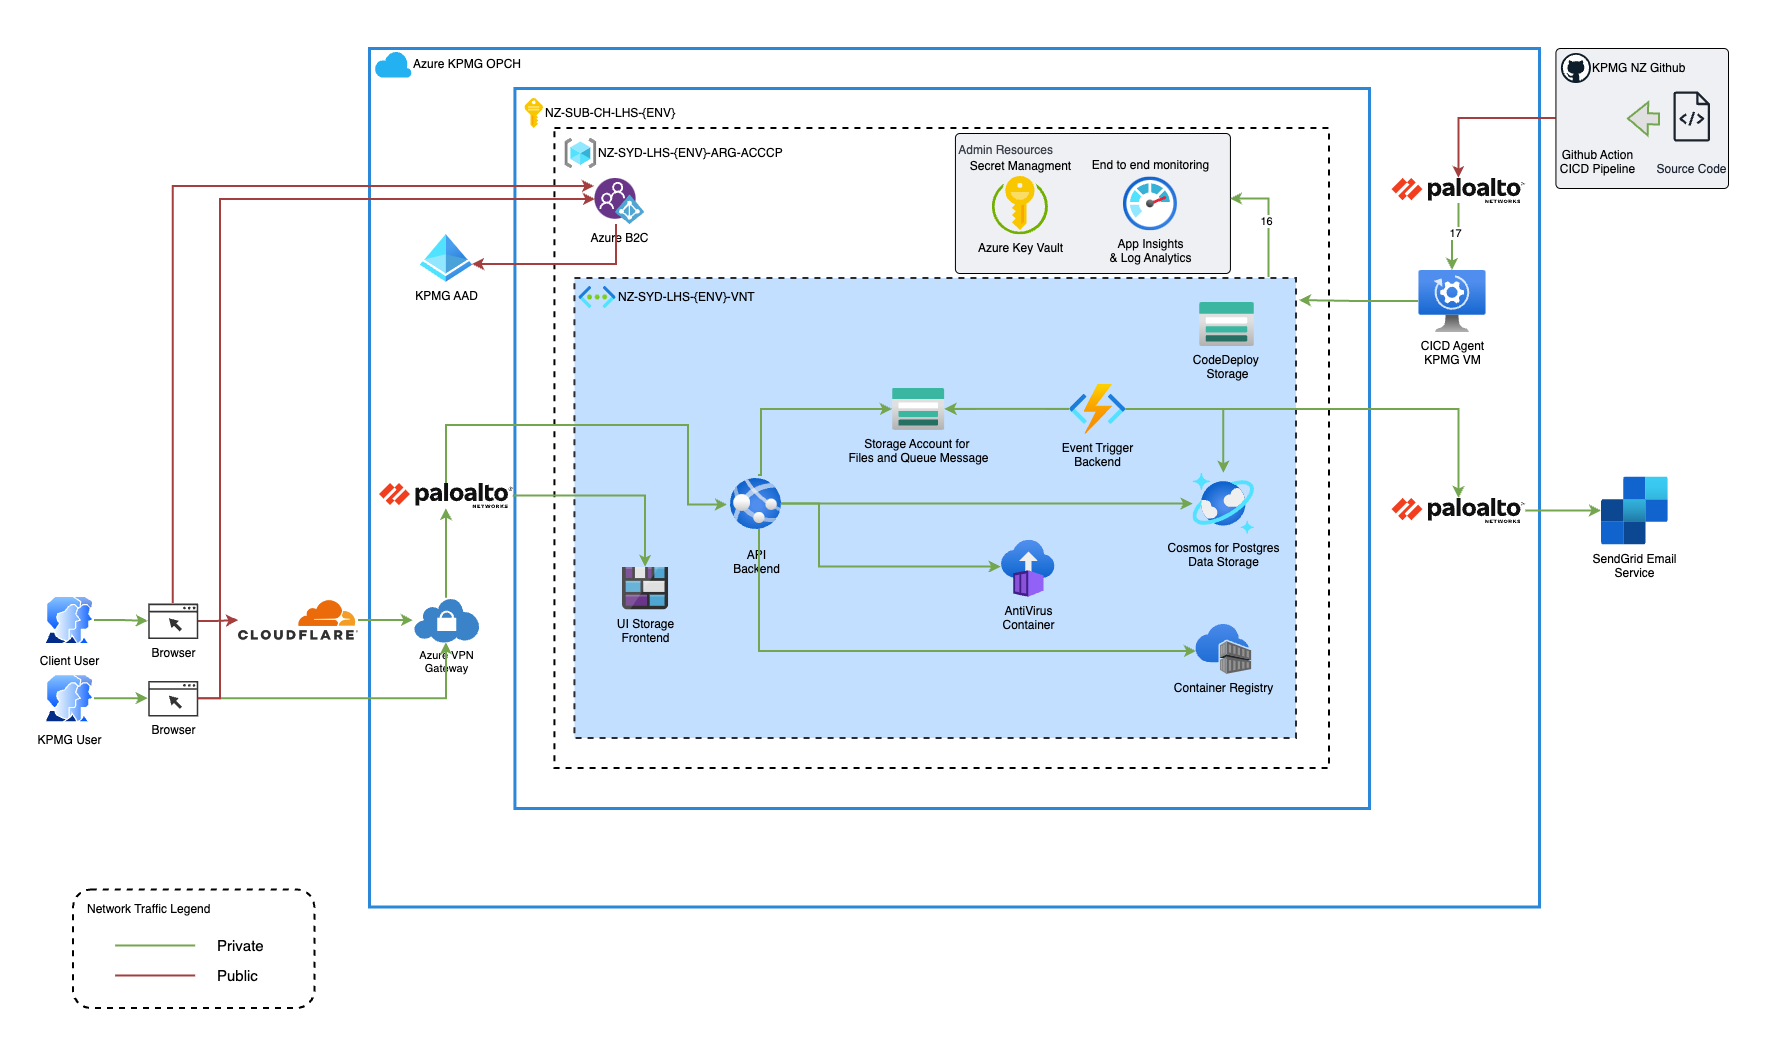 Azure KPMG OPCH
KPMG NZ Github
Github Action
CICD Pipeline
Source Code
NZ-SUB-CH-LHS-{ENV}
NZ-SYD-LHS-{ENV}-ARG-ACCCP
Admin Resources
Secret Managment
End to end monitoring
Azure Key Vault
App Insights
& Log Analytics
16
paloalto
NETWORKS
17
Azure B2C
KPMG AAD
NZ-SYD-LHS-{ENV}-VNT
CodeDeploy
Storage
CICD Agent
KPMG VM
Storage Account for
Files and Queue Message
Event Trigger
Backend
paloalto
NETWORKS
API
Backend
Cosmos for Postgres
Data Storage
paloalto
NETWORKS
SendGrid Email
Service
UI Storage
Frontend
AntiVirus
Container
Container Registry
Client User
Browser
CLOUDFLARE
Azure VPN
Gateway
KPMG User
Browser
Network Traffic Legend
Private
Public